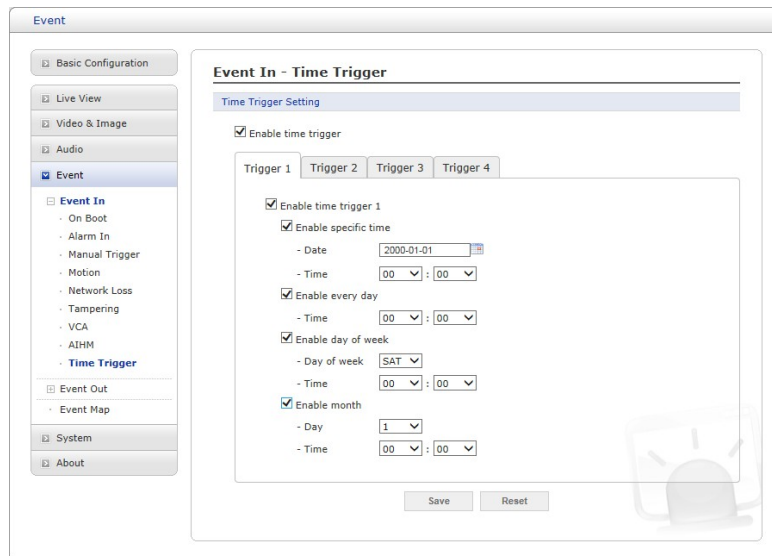 Event
Basic Configuration
Live View
Video & Image
Audio
Event
Event In
On Boot
Alarm In
Manual Trigger
Motion
Network Loss
Tampering
VCA
AIHM
Time Trigger
Event Out
Event Map
System
About
Event In - Time Trigger
Time Trigger Setting
Enable time trigger
Trigger 1 Trigger 2 Trigger 3 Trigger 4
Enable time trigger 1
Enable specific time
- Date 2000-01-01
- Time 00 : 00
Enable every day
- Time 00 : 00
Enable day of week
- Day of week SAT
- Time 00 : 00
Enable month
- Day 1
- Time 00 : 00
Save Reset